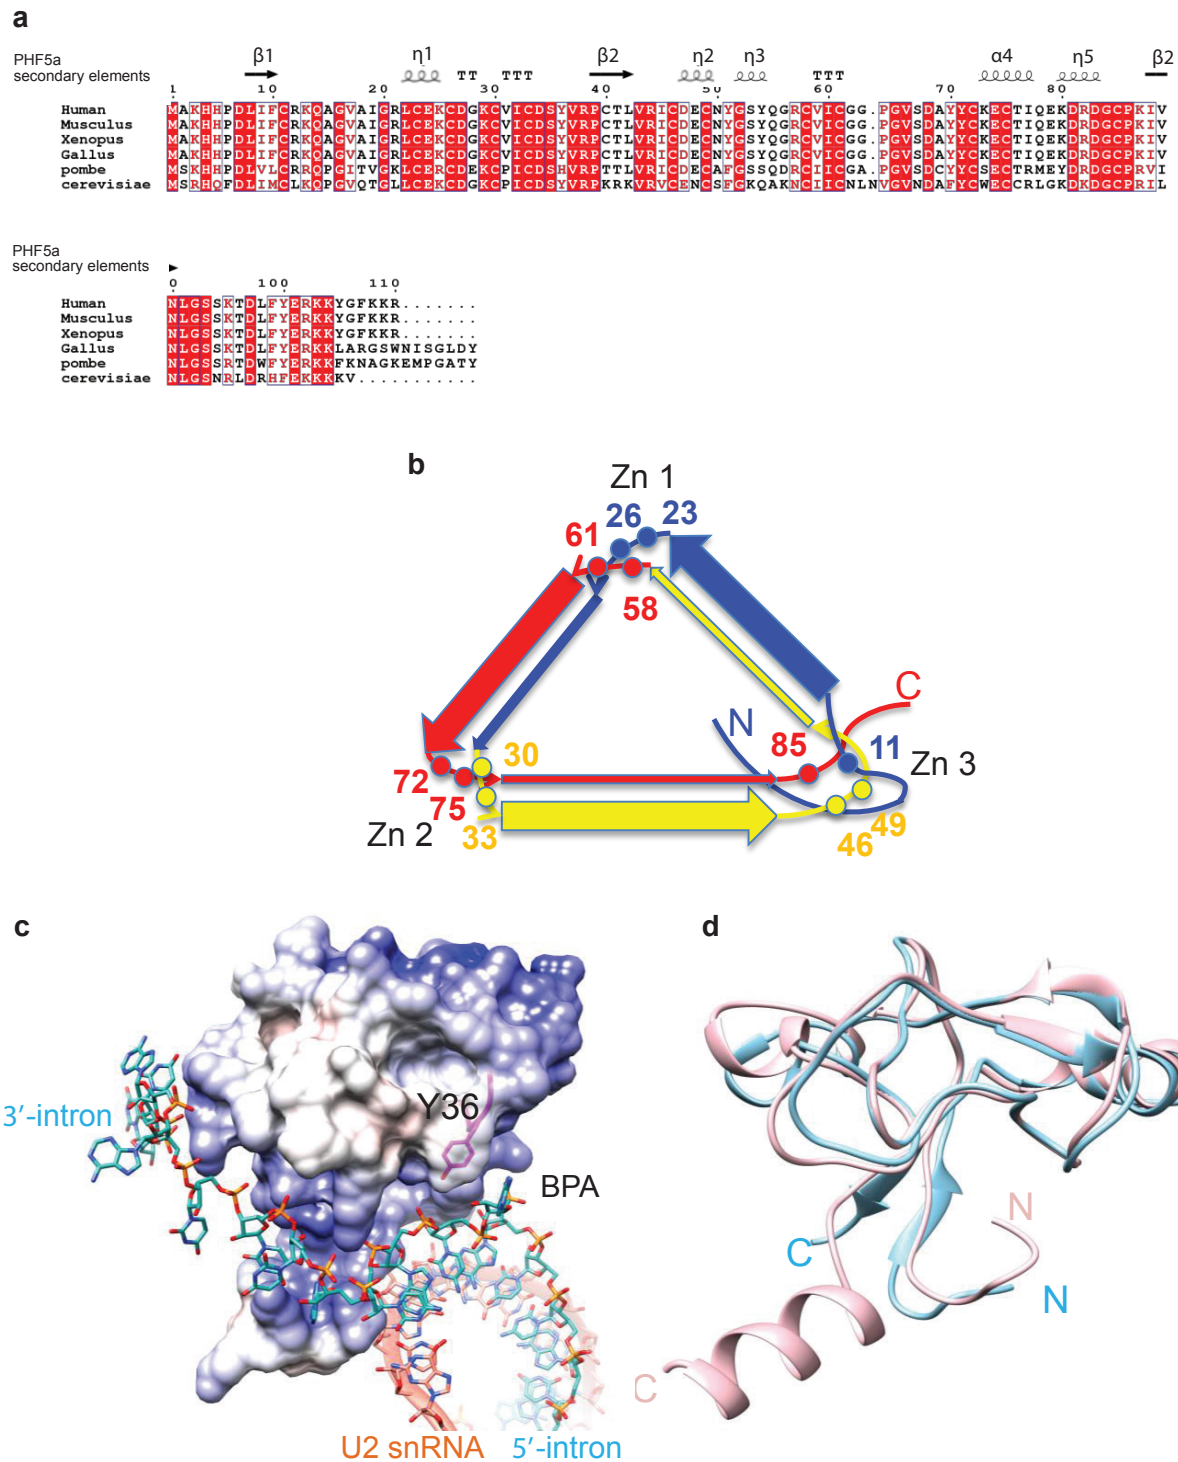 a
PHF5a
secondary elements
β1 η1 TT TTT β2 η2 η3 TTT α4 η5 β2
1 10 20 30 40 50 60 70 80
Human MAKHHPDLIFCRKQAGVAIGRLCEKCDGKCVICDSYVRPCTLVRICDECNYGSYQGRCVICGG.PGVSDAYYCKECTIQEKDRDGCPKIV
Musculus MAKHHPDLIFCRKQAGVAIGRLCEKCDGKCVICDSYVRPCTLVRICDECNYGSYQGRCVICGG.PGVSDAYYCKECTIQEKDRDGCPKIV
Xenopus MAKHHPDLIFCRKQAGVAIGRLCEKCDGKCVICDSYVRPCTLVRICDECNYGSYQGRCVICGG.PGVSDAYYCKECTIQEKDRDGCPKIV
Gallus MAKHHPDLIFCRKQAGVAIGRLCEKCDGKCVICDSYVRPCTLVRICDECNYGSYQGRCVICGG.PGVSDAYYCKECTIQEKDRDGCPKIV
pombe MSKHHPDLVLCRRQPGITVGKLCERCDEKCPICDSHVRPTTLVRICDECAFGSSQDRCIICGA.PGVSDAYYCSECTRMEYDRDGCPRVI
cerevisiae MSRHQFDLIMCLKQPGVQTGLLCEKCDGKCPICDSYVRPKRKVRVCENCSFGKQAKNCIICNLNVGVNDAFYCWECCRLGKDKDGCPRIL
PHF5a
secondary elements
0 100 110
Human NLGSSKTDLFYERKKYGFKKR.......
Musculus NLGSSKTDLFYERKKYGFKKR.......
Xenopus NLGSSKTDLFYERKKYGFKKR.......
Gallus NLGSSKTDLFYERKKLARGSWNISGLDY
pombe NLGSSRTDWFYERKKFKNAGKEMPGATY
cerevisiae NLGSNRLDRHFEKKKKV...........
b
Zn 1
26 23
61
58
C
N
30
85
11
Zn 3
72
75
33
49
46
Zn 2
c
Y36
3′-intron
BPA
U2 snRNA 5′-intron
d
N
C
N
C